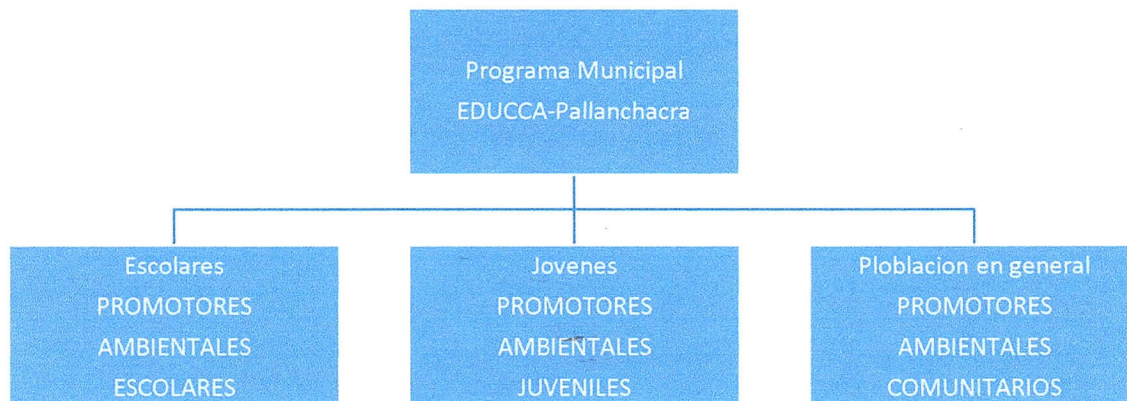 Programa Municipal
EDUCCA-Pallanchacra
Escolares
PROMOTORES
AMBIENTALES
ESCOLARES
Jovenes
PROMOTORES
AMBIENTALES
JUVENILES
Ploblacion en general
PROMOTORES
AMBIENTALES
COMUNITARIOS